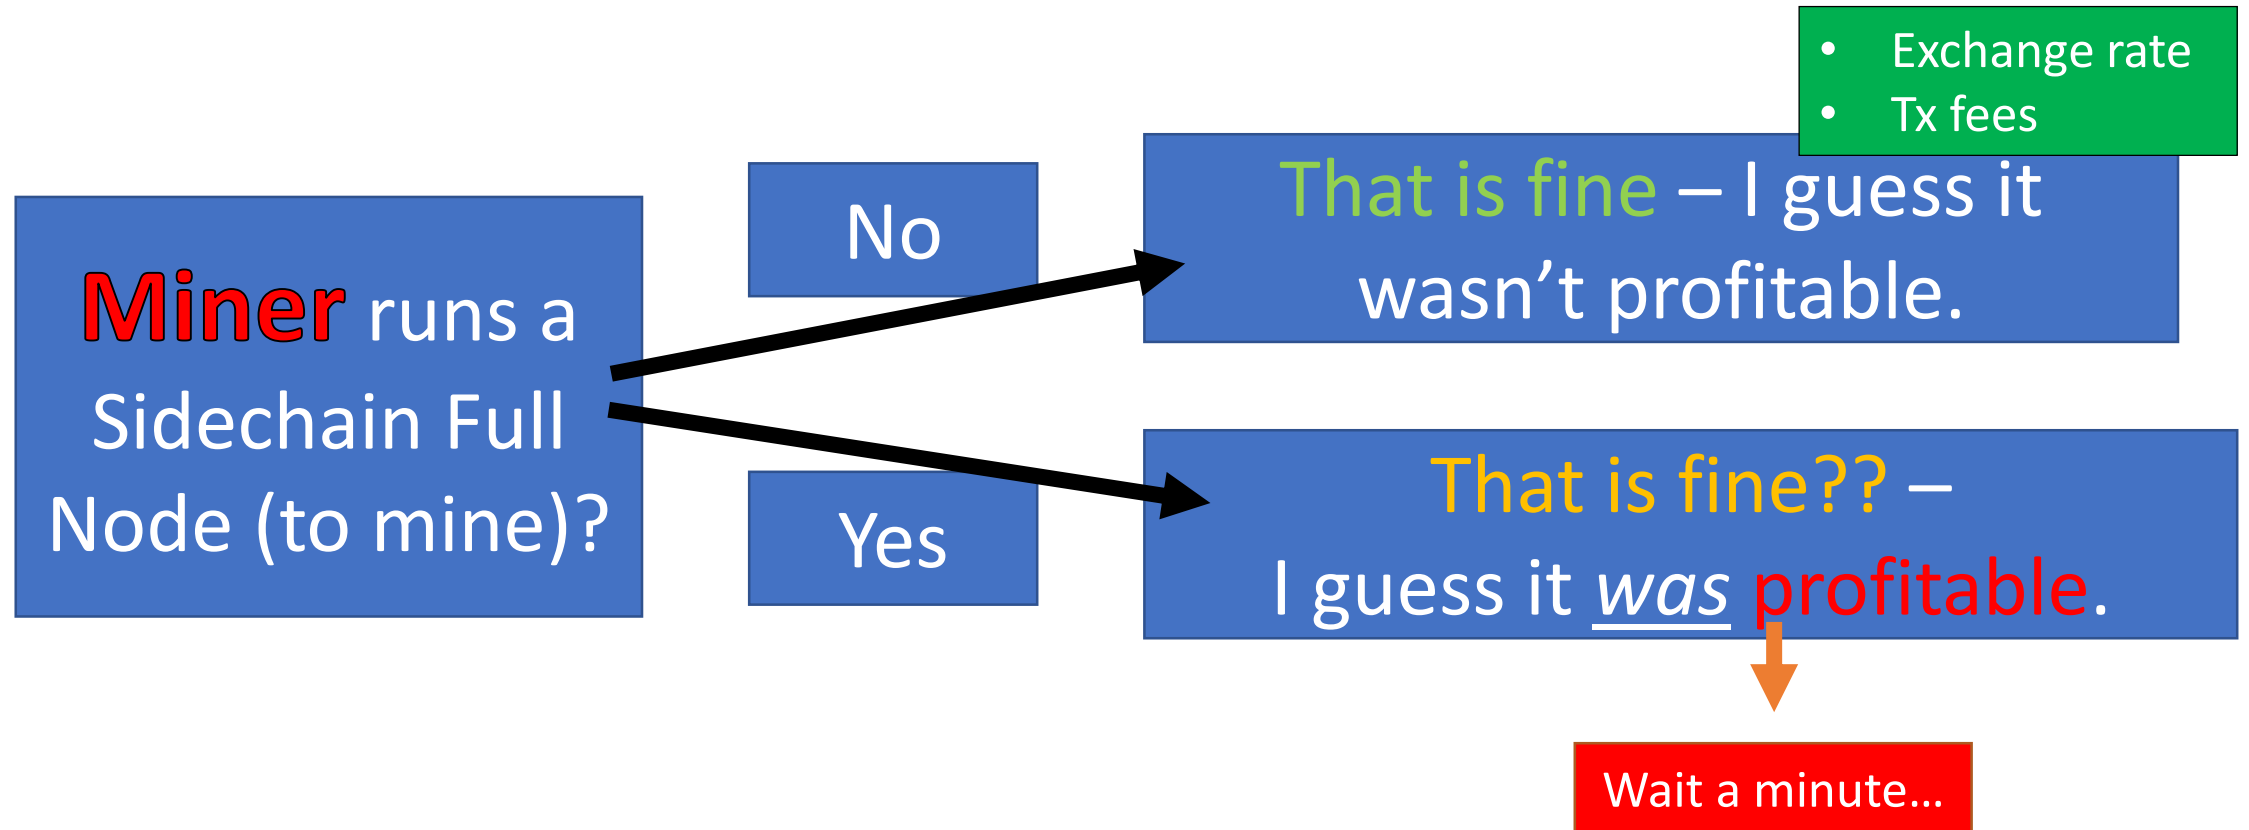 • Exchange rate
• Tx fees
Miner runs a
Sidechain Full
Node (to mine)?
No
That is fine – I guess it
wasn’t profitable.
Yes
That is fine?? –
I guess it was profitable.
Wait a minute...